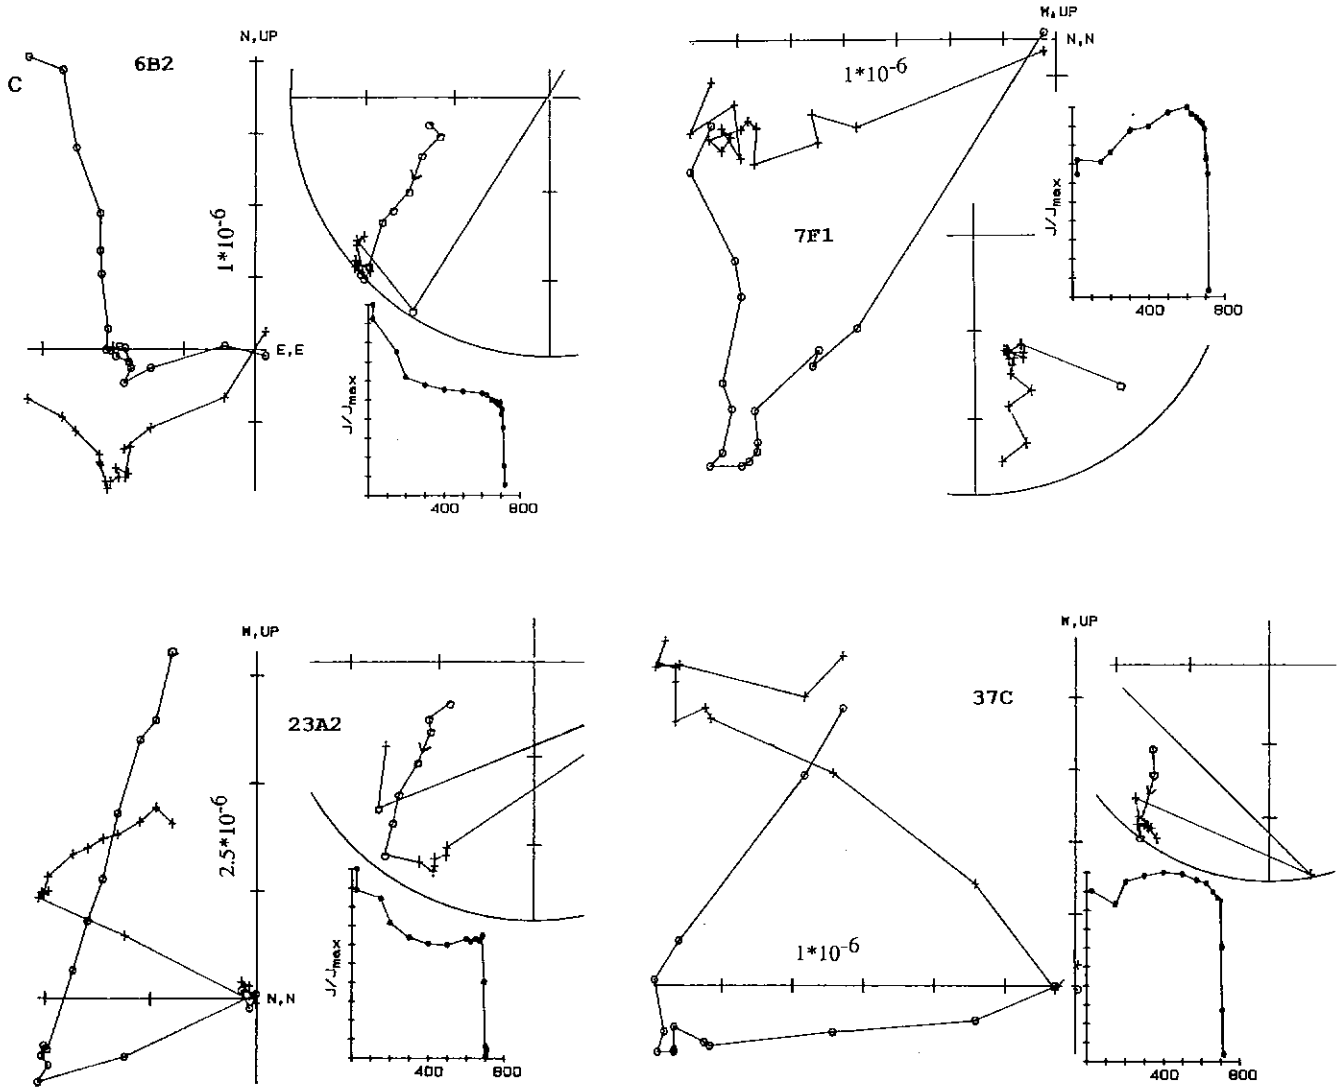 C
6B2
N,UP
E,E
1*10-6
J/Jmax
400
800
7F1
W,UP
N,N
1*10-6
J/Jmax
400
800
23A2
W,UP
N,N
2.5*10-6
J/Jmax
400
800
37C
W,UP
1*10-6
400
800